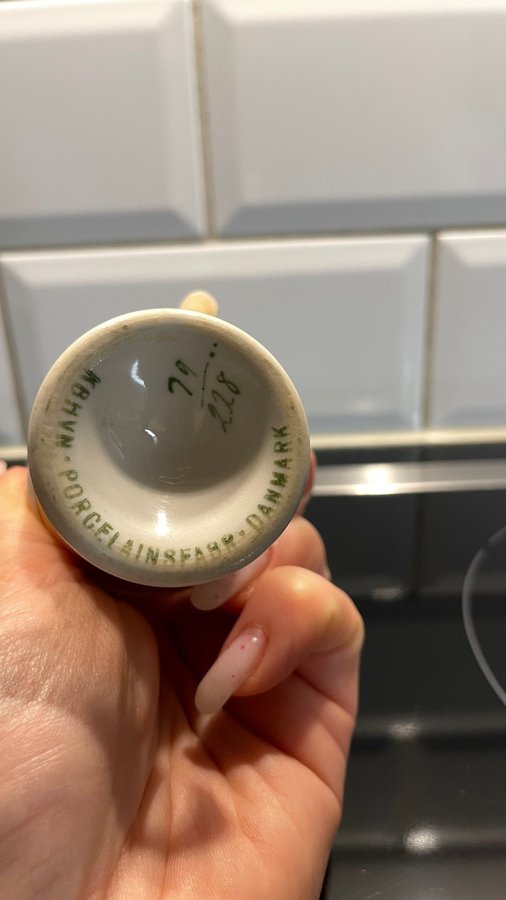 KBHVN · PORCELAINSFABR · DANMARK
79
228